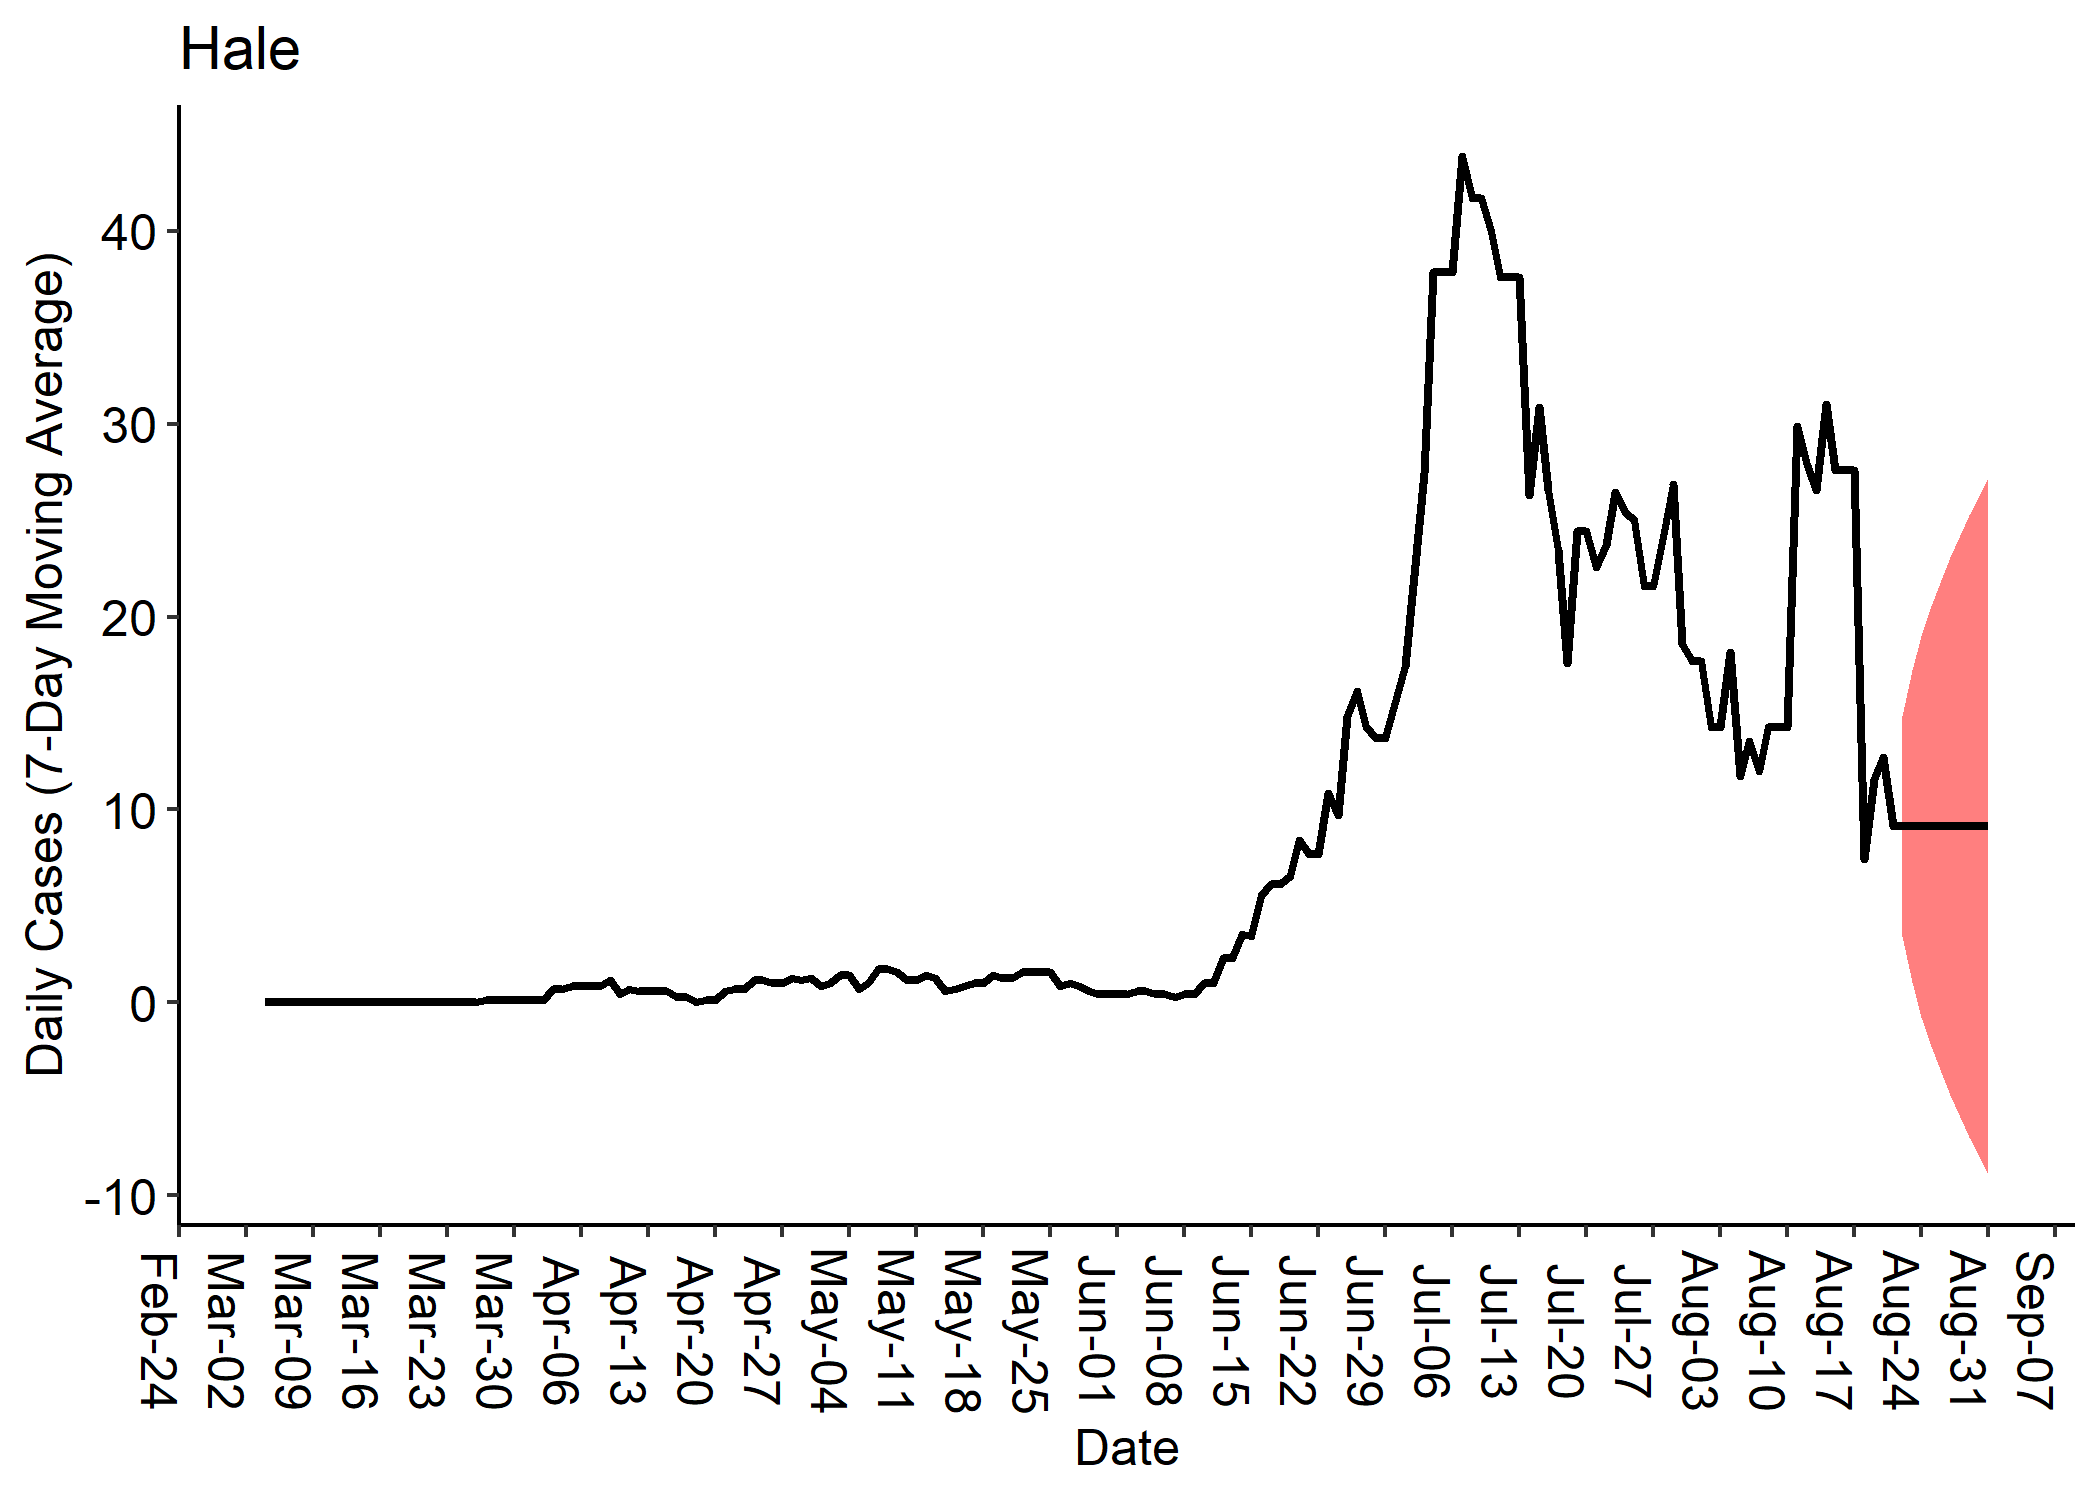 Hale
Daily Cases (7-Day Moving Average)
40
30
20
10
0
-10
Feb-24
Mar-02
Mar-09
Mar-16
Mar-23
Mar-30
Apr-06
Apr-13
Apr-20
Apr-27
May-04
May-11
May-18
May-25
Jun-01
Jun-08
Jun-15
Jun-22
Jun-29
Jul-06
Jul-13
Jul-20
Jul-27
Aug-03
Aug-10
Aug-17
Aug-24
Aug-31
Sep-07
Date